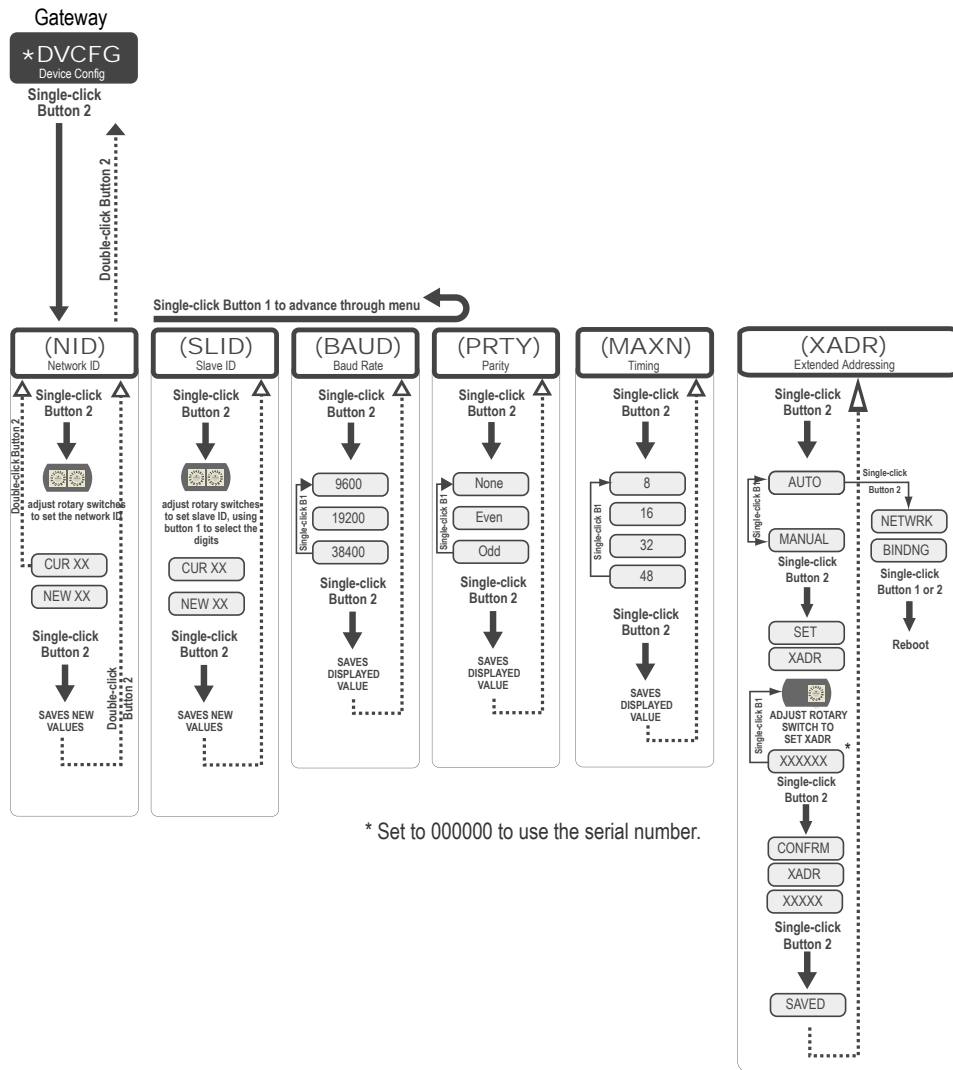 Gateway
*DVCFG
Device Config
Single-click
Button 2
Double-click Button 2
Single-click Button 1 to advance through menu
(NID)
Network ID
Single-click
Button 2
Double-click Button 2
adjust rotary switches
to set the network ID
CUR XX
NEW XX
Single-click
Button 2
Double-click
Button 2
SAVES NEW
VALUES
(SLID)
Slave ID
Single-click
Button 2
adjust rotary switches
to set slave ID, using
button 1 to select the
digits
CUR XX
NEW XX
Single-click
Button 2
SAVES NEW
VALUES
(BAUD)
Baud Rate
Single-click
Button 2
Single-click B1
9600
19200
38400
Single-click
Button 2
SAVES
DISPLAYED
VALUE
(PRTY)
Parity
Single-click
Button 2
Single-click B1
None
Even
Odd
Single-click
Button 2
SAVES
DISPLAYED
VALUE
(MAXN)
Timing
Single-click
Button 2
Single-click B1
8
16
32
48
Single-click
Button 2
SAVES
DISPLAYED
VALUE
(XADR)
Extended Addressing
Single-click
Button 2
Single-click B1
AUTO
Single-click
Button 2
NETWRK
BINDNG
Single-click
Button 1 or 2
Reboot
MANUAL
Single-click
Button 2
SET
XADR
Single-click B1
ADJUST ROTARY
SWITCH TO
SET XADR
*
XXXXXX
Single-click
Button 2
CONFRM
XADR
XXXXX
Single-click
Button 2
SAVED
* Set to 000000 to use the serial number.